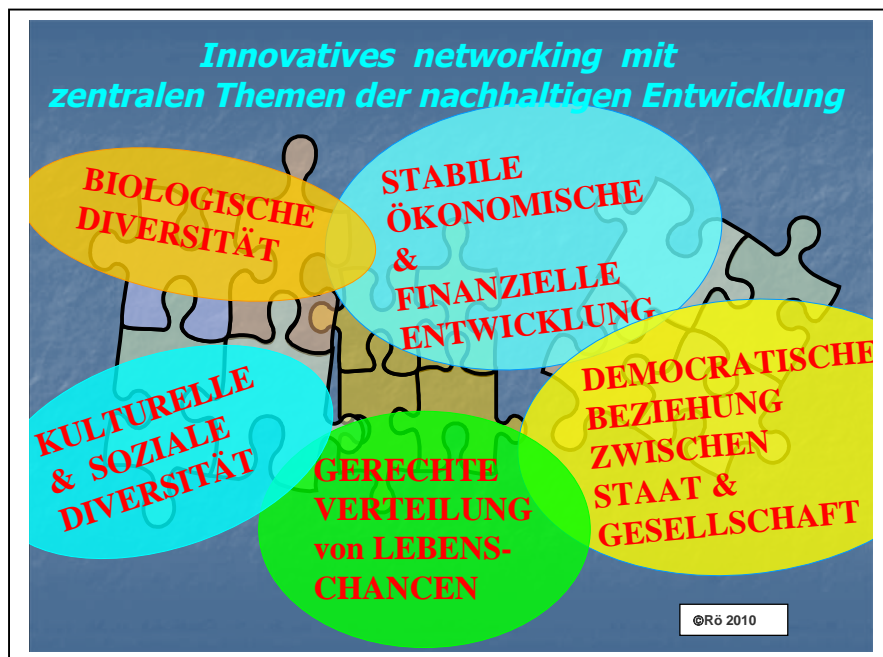 Innovatives networking mit
zentralen Themen der nachhaltigen Entwicklung
BIOLOGISCHE
DIVERSITÄT
STABILE
ÖKONOMISCHE
&
FINANZIELLE
ENTWICKLUNG
KULTURELLE
& SOZIALE
DIVERSITÄT
GERECHTE
VERTEILUNG
von LEBENS-
CHANCEN
DEMOCRATISCHE
BEZIEHUNG
ZWISCHEN
STAAT &
GESELLSCHAFT
©Rö 2010